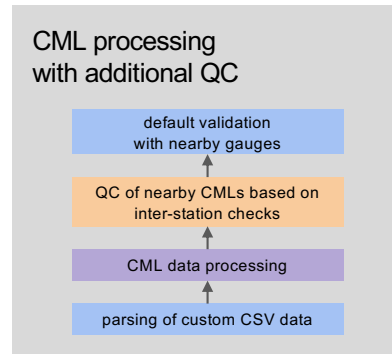 CML processing
with additional QC
default validation
with nearby gauges
QC of nearby CMLs based on
inter-station checks
CML data processing
parsing of custom CSV data